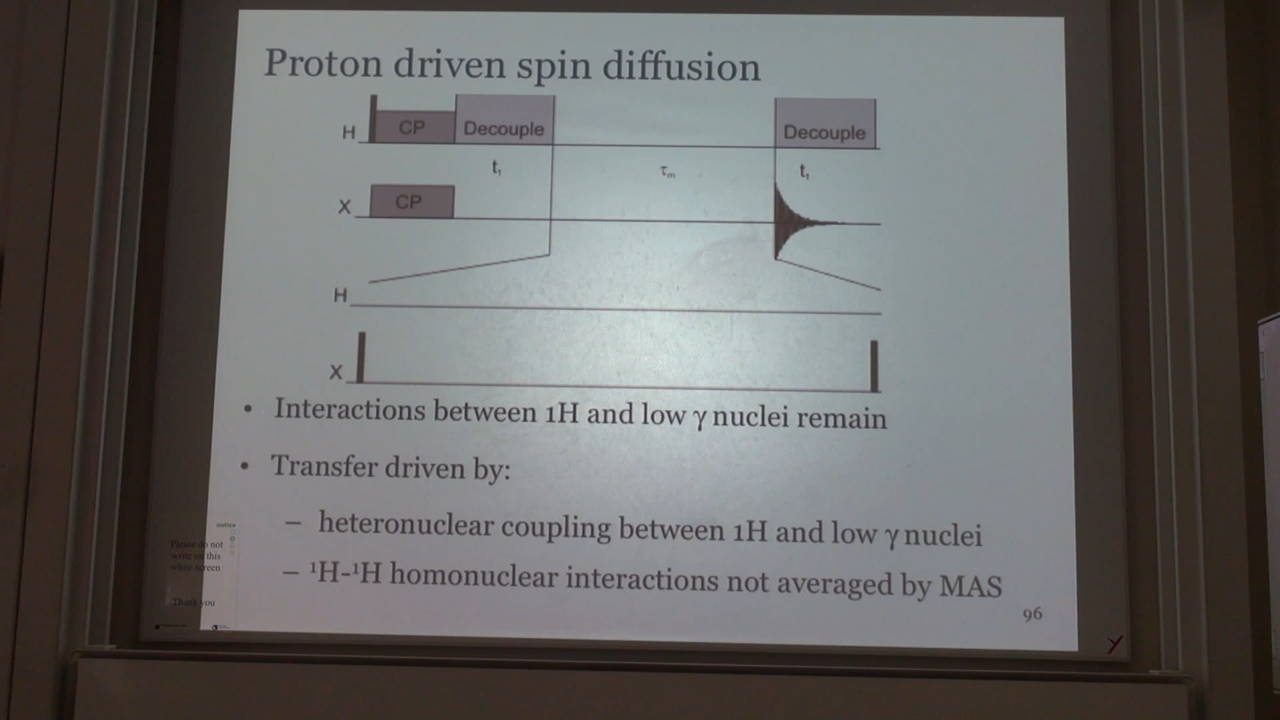 Proton driven spin diffusion
H CP Decouple Decouple
t₁ τₘ t₁
X CP
H
X
• Interactions between 1H and low γ nuclei remain
• Transfer driven by:
– heteronuclear coupling between 1H and low γ nuclei
– ¹H-¹H homonuclear interactions not averaged by MAS
96
notice
Please do not
write on this
white screen
Thank you